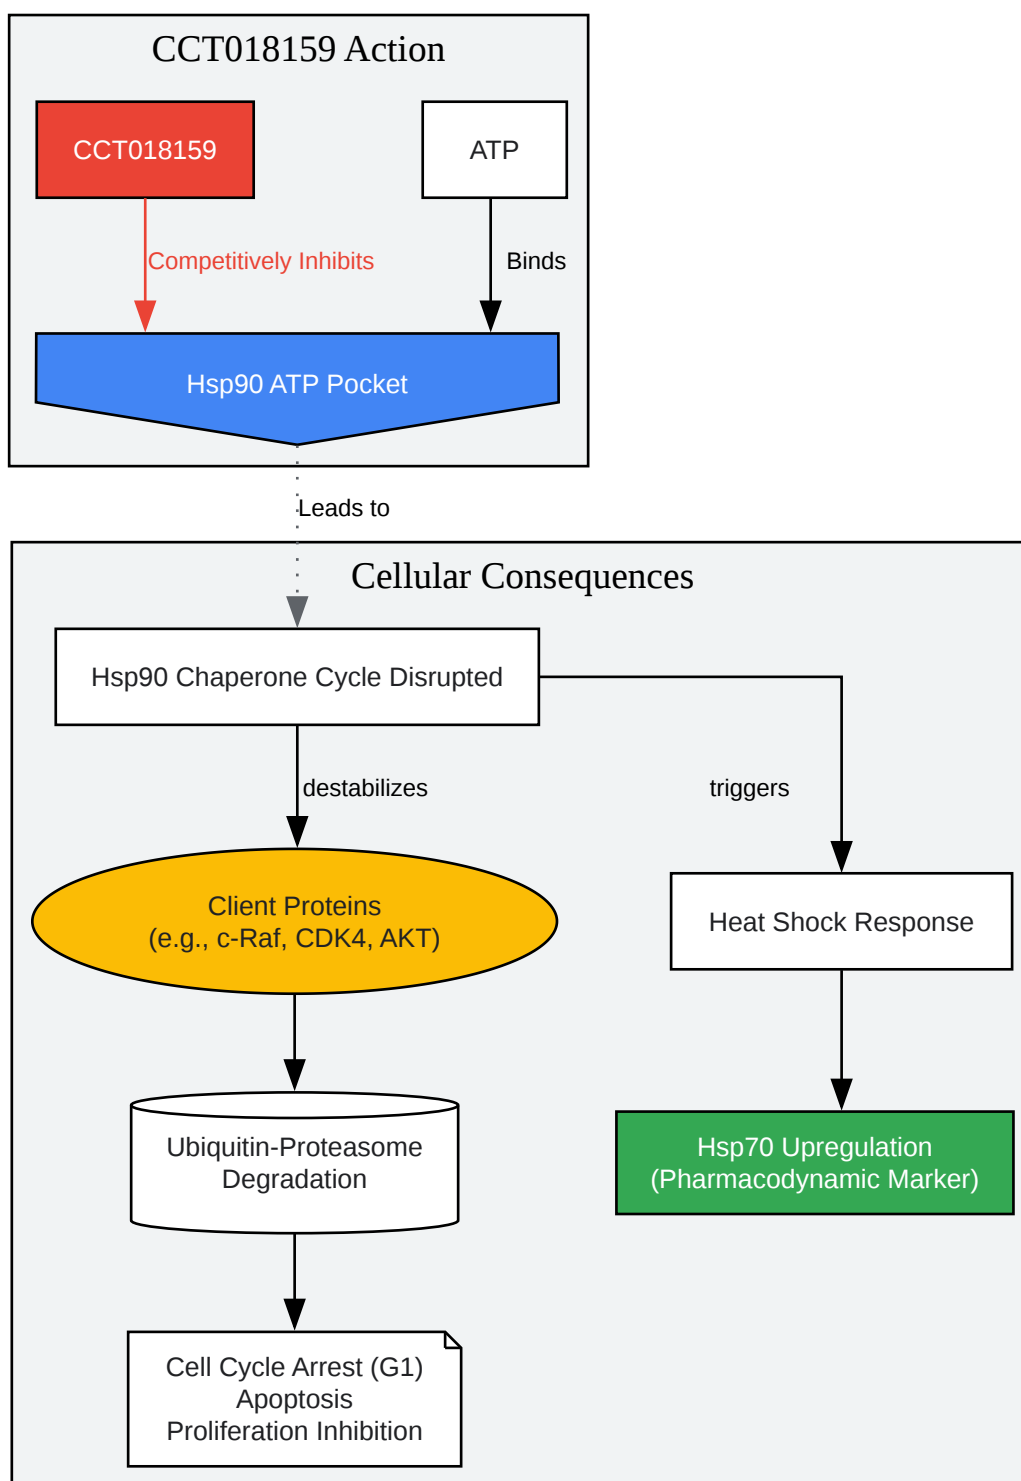 CCT018159 Action
CCT018159
ATP
Competitively Inhibits
Binds
Hsp90 ATP Pocket
Leads to
Cellular Consequences
Hsp90 Chaperone Cycle Disrupted
destabilizes
triggers
Client Proteins
(e.g., c-Raf, CDK4, AKT)
Heat Shock Response
Ubiquitin-Proteasome
Degradation
Hsp70 Upregulation
(Pharmacodynamic Marker)
Cell Cycle Arrest (G1)
Apoptosis
Proliferation Inhibition